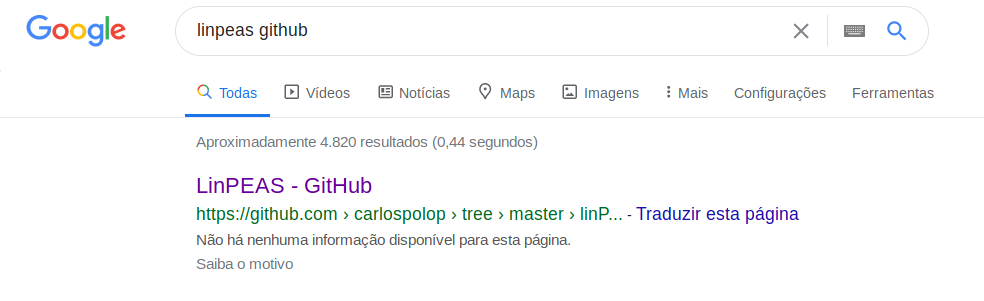 Google linpeas github
Todas Vídeos Notícias Maps Imagens Mais Configurações Ferramentas
Aproximadamente 4.820 resultados (0,44 segundos)
LinPEAS - GitHub
https://github.com › carlospolop › tree › master › linP... - Traduzir esta página
Não há nenhuma informação disponível para esta página.
Saiba o motivo